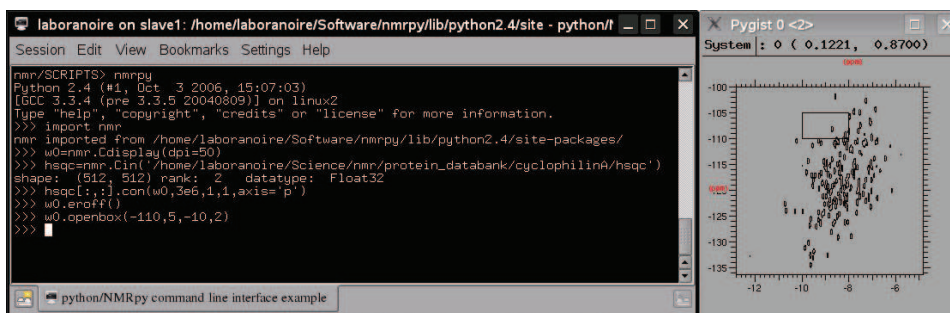 laboranoire on slave1: /home/laboranoire/Software/nmrpy/lib/python2.4/site - python/
Session Edit View Bookmarks Settings Help
nmr/SCRIPTS> nmrpy
Python 2.4 (#1, Oct  3 2006, 15:07:03)
[GCC 3.3.4 (pre 3.3.5 20040809)] on linux2
Type "help", "copyright", "credits" or "license" for more information.
>>> import nmr
nmr imported from /home/laboranoire/Software/nmrpy/lib/python2.4/site-packages/
>>> w0=nmr.Cdisplay(dpi=50)
>>> hsqc=nmr.Cin('/home/laboranoire/Science/nmr/protein_databank/cyclophilinA/hsqc')
shape:  (512, 512) rank:  2   datatype:  Float32
>>> hsqc[:,:].con(w0,3e6,1,1,axis='p')
>>> w0.eroff()
>>> w0.openbox(-110,5,-10,2)
>>>
python/NMRpy command line interface example
Pygist 0 <2>
System : 0 ( 0.1221, 0.8700)
(ppm)
-100
-105
-110
-115
(ppm)
-120
-125
-130
-135
-12 -10 -8 -6